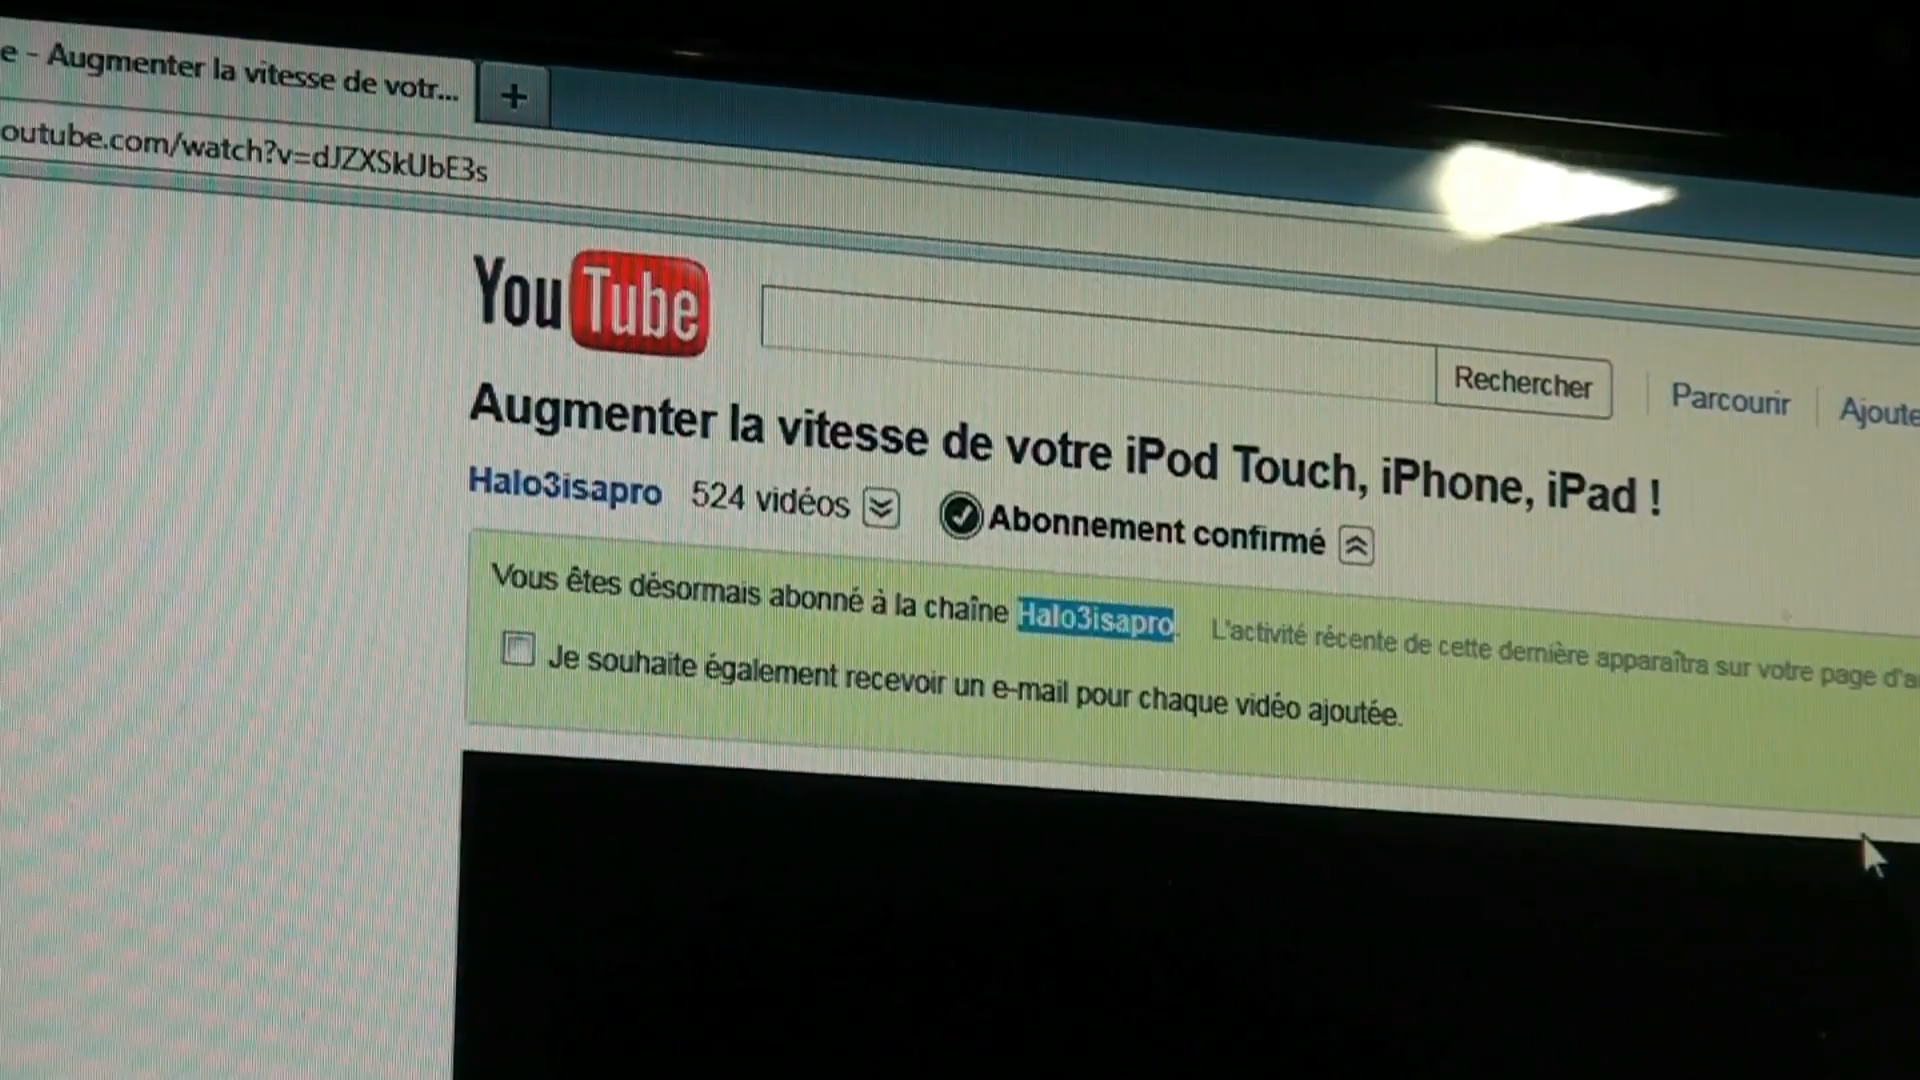 e - Augmenter la vitesse de votr...
+
outube.com/watch?v=dJZXSkUbE3s
YouTube
Rechercher
Parcourir
Ajoute
Augmenter la vitesse de votre iPod Touch, iPhone, iPad !
Halo3isapro 524 vidéos Abonnement confirmé
Vous êtes désormais abonné à la chaîne Halo3isapro. L'activité récente de cette dernière apparaîtra sur votre page d'a
Je souhaite également recevoir un e-mail pour chaque vidéo ajoutée.